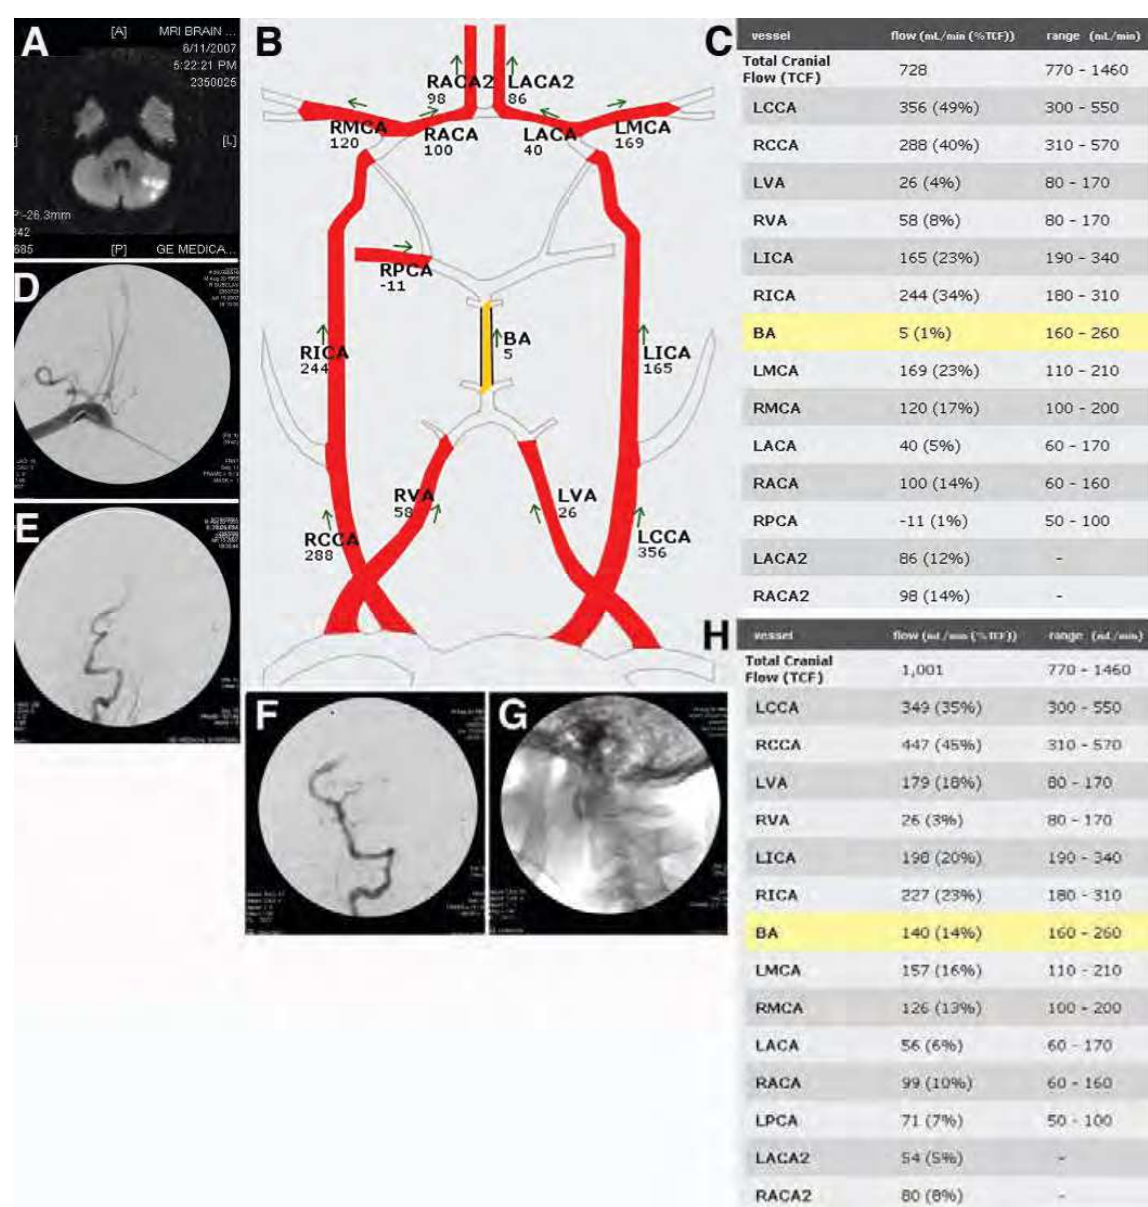 A
[A]
MRI BRAIN ...
6/11/2007
5:22:21 PM
2350025
[L]
P:-26.3mm
342
685
[P]
GE MEDICA...
B
RACA2
98
LACA2
86
RMCA
120
RACA
100
LACA
40
LMCA
169
RPCA
-11
BA
5
RICA
244
LICA
165
RVA
58
LVA
26
RCCA
288
LCCA
356
C
vessel flow (mL/min (%TCF)) range (mL/min)
Total Cranial
Flow (TCF) 728 770 - 1460
LCCA 356 (49%) 300 - 550
RCCA 288 (40%) 310 - 570
LVA 26 (4%) 80 - 170
RVA 58 (8%) 80 - 170
LICA 165 (23%) 190 - 340
RICA 244 (34%) 180 - 310
BA 5 (1%) 160 - 260
LMCA 169 (23%) 110 - 210
RMCA 120 (17%) 100 - 200
LACA 40 (5%) 60 - 170
RACA 100 (14%) 60 - 160
RPCA -11 (1%) 50 - 100
LACA2 86 (12%) -
RACA2 98 (14%) -
D
E
F
G
H
vessel flow (mL/min (%TCF)) range (mL/min)
Total Cranial
Flow (TCF) 1,001 770 - 1460
LCCA 349 (35%) 300 - 550
RCCA 447 (45%) 310 - 570
LVA 179 (18%) 80 - 170
RVA 26 (3%) 80 - 170
LICA 198 (20%) 190 - 340
RICA 227 (23%) 180 - 310
BA 140 (14%) 160 - 260
LMCA 157 (16%) 110 - 210
RMCA 126 (13%) 100 - 200
LACA 56 (6%) 60 - 170
RACA 99 (10%) 60 - 160
LPCA 71 (7%) 50 - 100
LACA2 54 (5%) -
RACA2 80 (8%) -